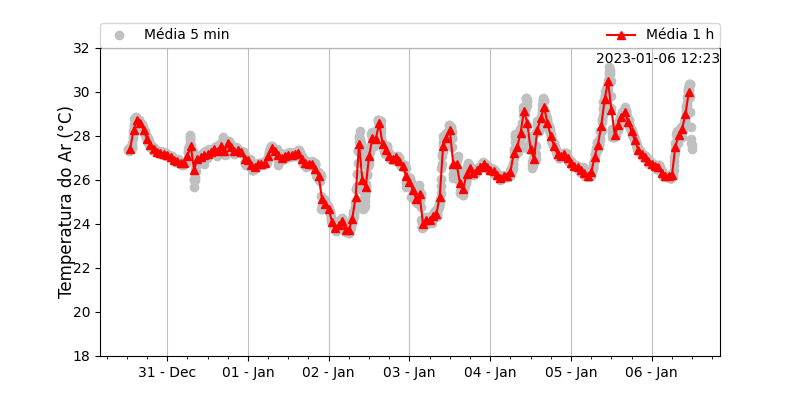 Média 5 min
Média 1 h
2023-01-06 12:23
Temperatura do Ar (°C)
32
30
28
26
24
22
20
18
31 - Dec
01 - Jan
02 - Jan
03 - Jan
04 - Jan
05 - Jan
06 - Jan